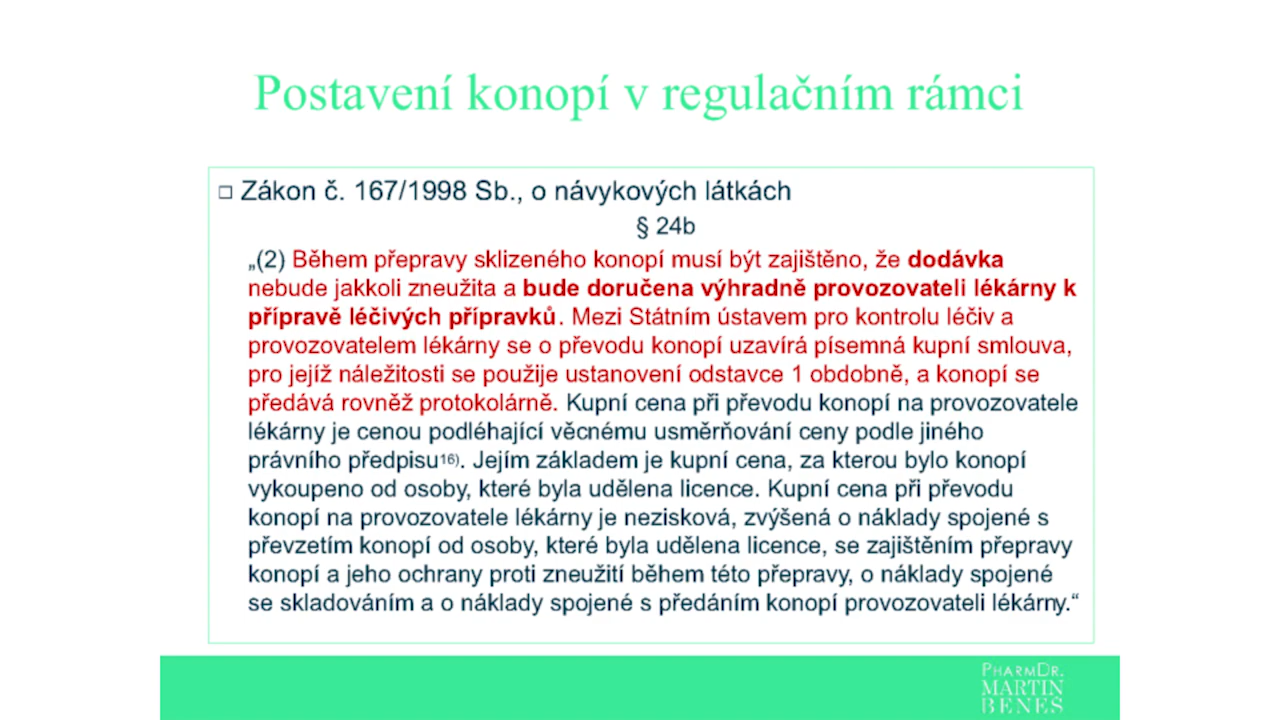 Postavení konopí v regulačním rámci
□ Zákon č. 167/1998 Sb., o návykových látkách
§ 24b
„(2) Během přepravy sklizeného konopí musí být zajištěno, že dodávka
nebude jakkoli zneužita a bude doručena výhradně provozovateli lékárny k
přípravě léčivých přípravků. Mezi Státním ústavem pro kontrolu léčiv a
provozovatelem lékárny se o převodu konopí uzavírá písemná kupní smlouva,
pro jejíž náležitosti se použije ustanovení odstavce 1 obdobně, a konopí se
předává rovněž protokolárně. Kupní cena při převodu konopí na provozovatele
lékárny je cenou podléhající věcnému usměrňování ceny podle jiného
právního předpisu16). Jejím základem je kupní cena, za kterou bylo konopí
vykoupeno od osoby, které byla udělena licence. Kupní cena při převodu
konopí na provozovatele lékárny je nezisková, zvýšená o náklady spojené s
převzetím konopí od osoby, které byla udělena licence, se zajištěním přepravy
konopí a jeho ochrany proti zneužití během této přepravy, o náklady spojené
se skladováním a o náklady spojené s předáním konopí provozovateli lékárny.“
PHARMDR.
MARTIN
BENEŠ